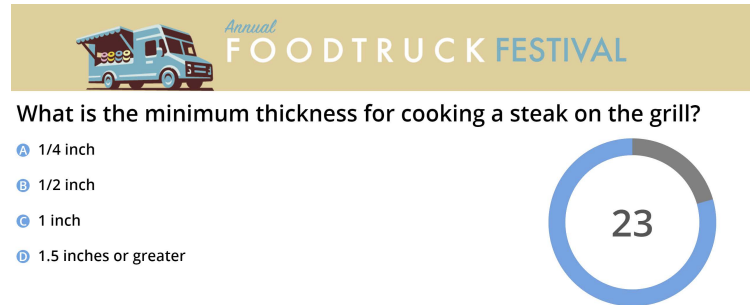 Annual
FOODTRUCK FESTIVAL
What is the minimum thickness for cooking a steak on the grill?
A 1/4 inch
B 1/2 inch
C 1 inch
D 1.5 inches or greater
23